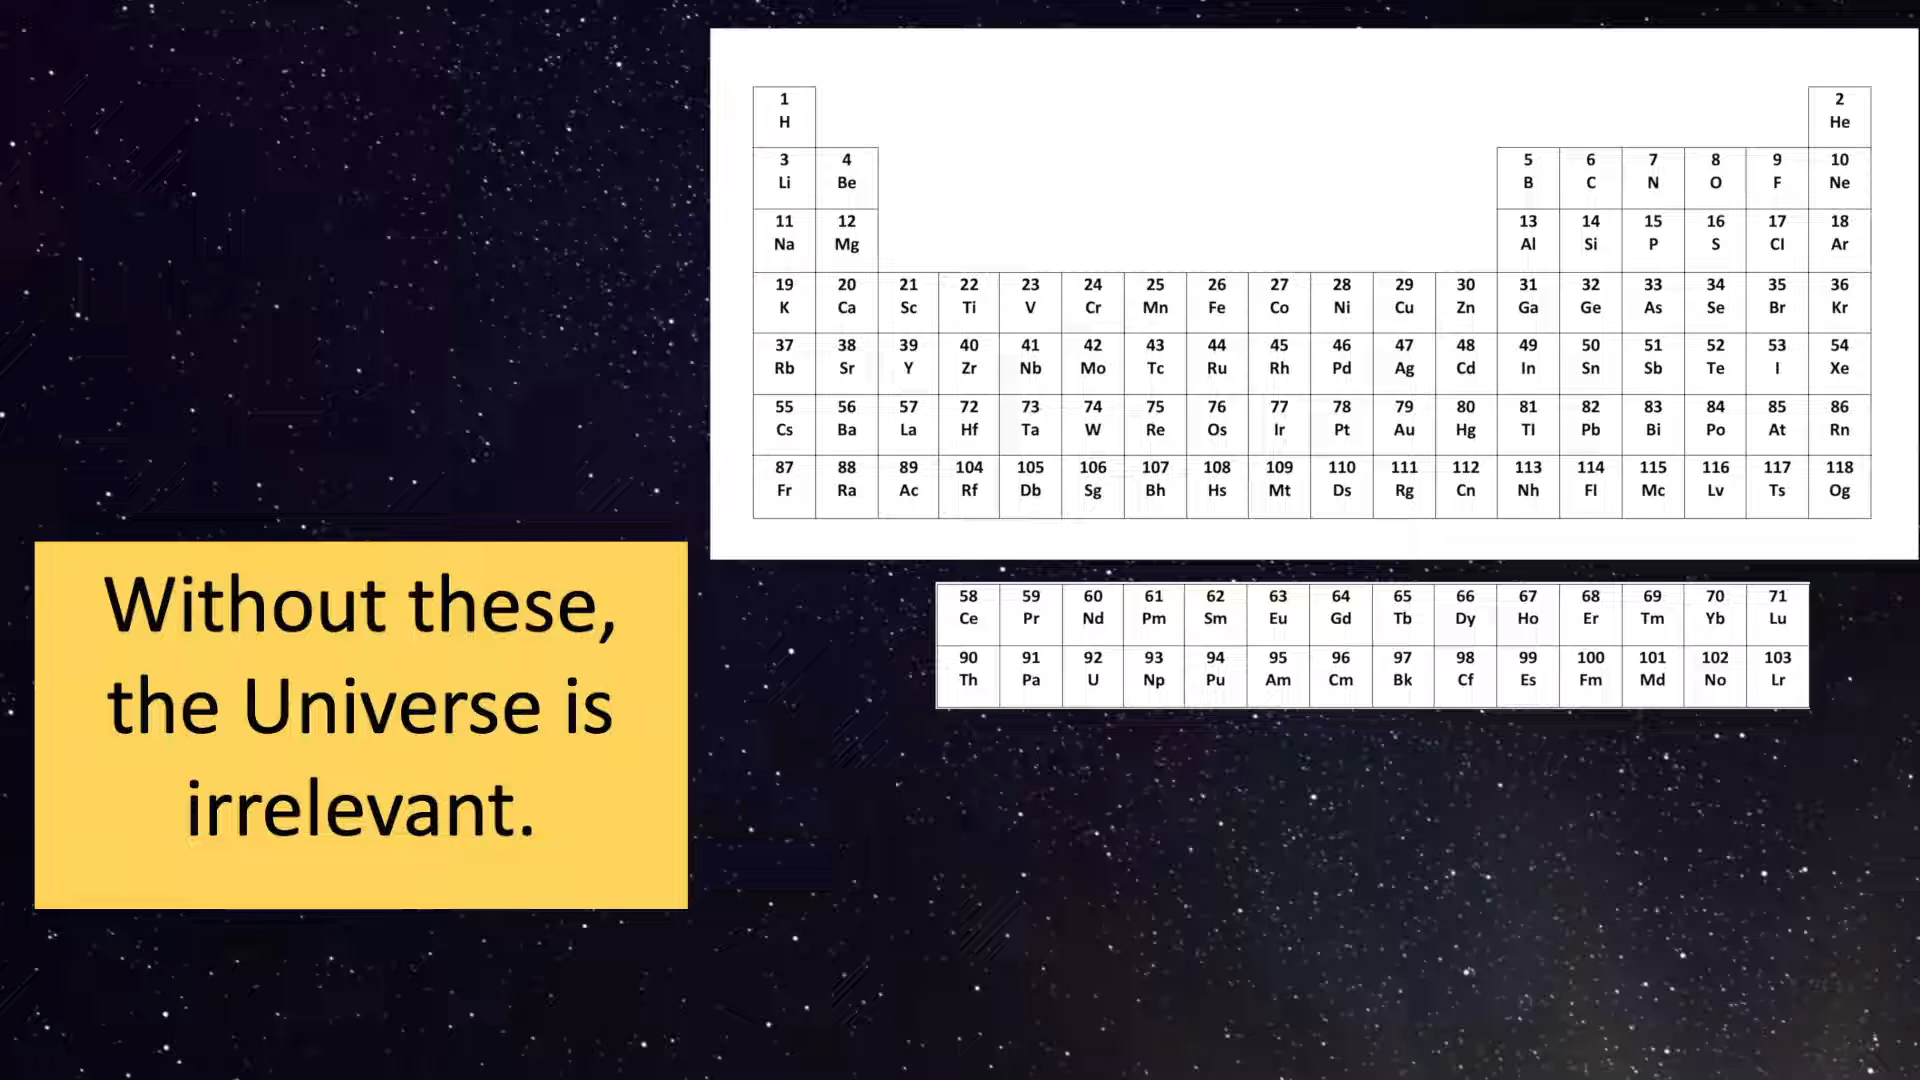 1 2
H He
3 4 5 6 7 8 9 10
Li Be B C N O F Ne
11 12 13 14 15 16 17 18
Na Mg Al Si P S Cl Ar
19 20 21 22 23 24 25 26 27 28 29 30 31 32 33 34 35 36
K Ca Sc Ti V Cr Mn Fe Co Ni Cu Zn Ga Ge As Se Br Kr
37 38 39 40 41 42 43 44 45 46 47 48 49 50 51 52 53 54
Rb Sr Y Zr Nb Mo Tc Ru Rh Pd Ag Cd In Sn Sb Te I Xe
55 56 57 72 73 74 75 76 77 78 79 80 81 82 83 84 85 86
Cs Ba La Hf Ta W Re Os Ir Pt Au Hg Tl Pb Bi Po At Rn
87 88 89 104 105 106 107 108 109 110 111 112 113 114 115 116 117 118
Fr Ra Ac Rf Db Sg Bh Hs Mt Ds Rg Cn Nh Fl Mc Lv Ts Og
58 59 60 61 62 63 64 65 66 67 68 69 70 71
Ce Pr Nd Pm Sm Eu Gd Tb Dy Ho Er Tm Yb Lu
90 91 92 93 94 95 96 97 98 99 100 101 102 103
Th Pa U Np Pu Am Cm Bk Cf Es Fm Md No Lr
Without these,
the Universe is
irrelevant.